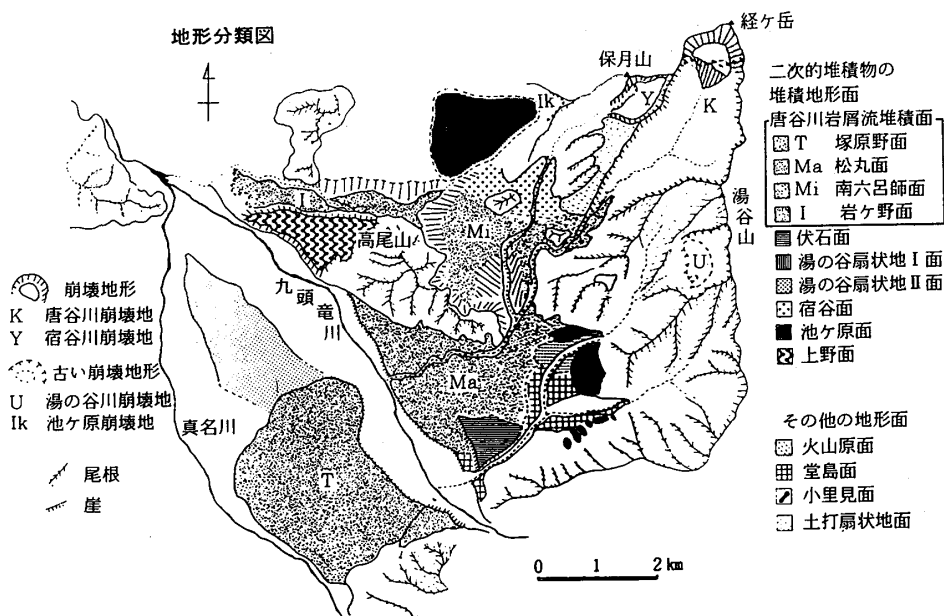 地形分類図
経ケ岳
保月山
Ik
Y
K
湯谷山
U
I
高尾山
Mi
九頭竜川
Ma
真名川
T
崩壊地形
K 唐谷川崩壊地
Y 宿谷川崩壊地
古い崩壊地形
U 湯の谷川崩壊地
Ik 池ケ原崩壊地
尾根
崖
二次的堆積物の
堆積地形面
唐谷川岩屑流堆積面
T 塚原野面
Ma 松丸面
Mi 南六呂師面
I 岩ケ野面
伏石面
湯の谷扇状地I面
湯の谷扇状地II面
宿谷面
池ケ原面
上野面
その他の地形面
火山原面
堂島面
小里見面
土打扇状地面
0 1 2 km